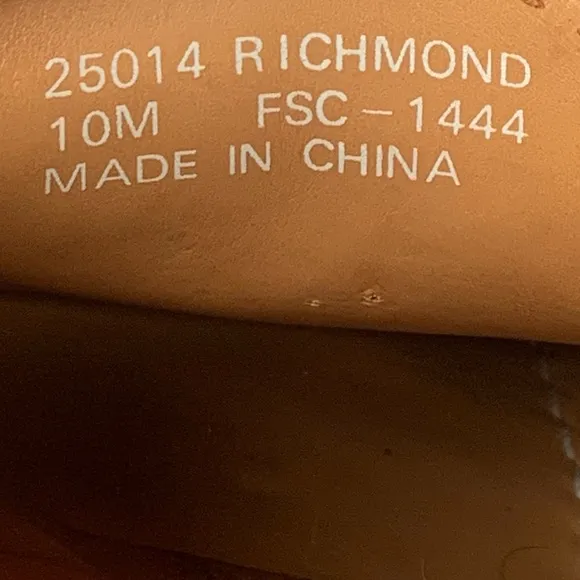 25014 RICHMOND
10M FSC-1444
MADE IN CHINA